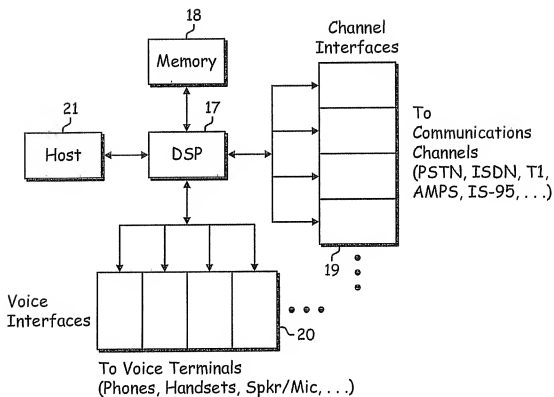 18
Memory
Channel
Interfaces
21
Host
17
DSP
To
Communications
Channels
(PSTN, ISDN, T1,
AMPS, IS-95, . . .)
19
Voice
Interfaces
20
To Voice Terminals
(Phones, Handsets, Spkr/Mic, . . .)